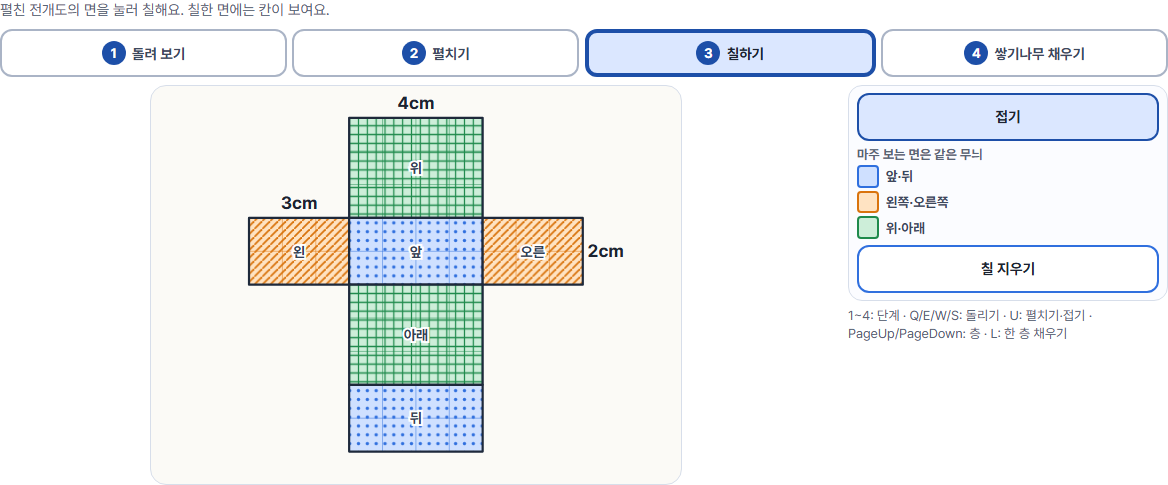 펼친 전개도의 면을 눌러 칠해요. 칠한 면에는 칸이 보여요.
1 돌려 보기
2 펼치기
3 칠하기
4 쌓기나무 채우기
4cm
위
3cm
왼
앞
오른
2cm
아래
뒤
접기
마주 보는 면은 같은 무늬
앞·뒤
왼쪽·오른쪽
위·아래
칠 지우기
1~4: 단계 · Q/E/W/S: 돌리기 · U: 펼치기·접기 ·
PageUp/PageDown: 층 · L: 한 층 채우기